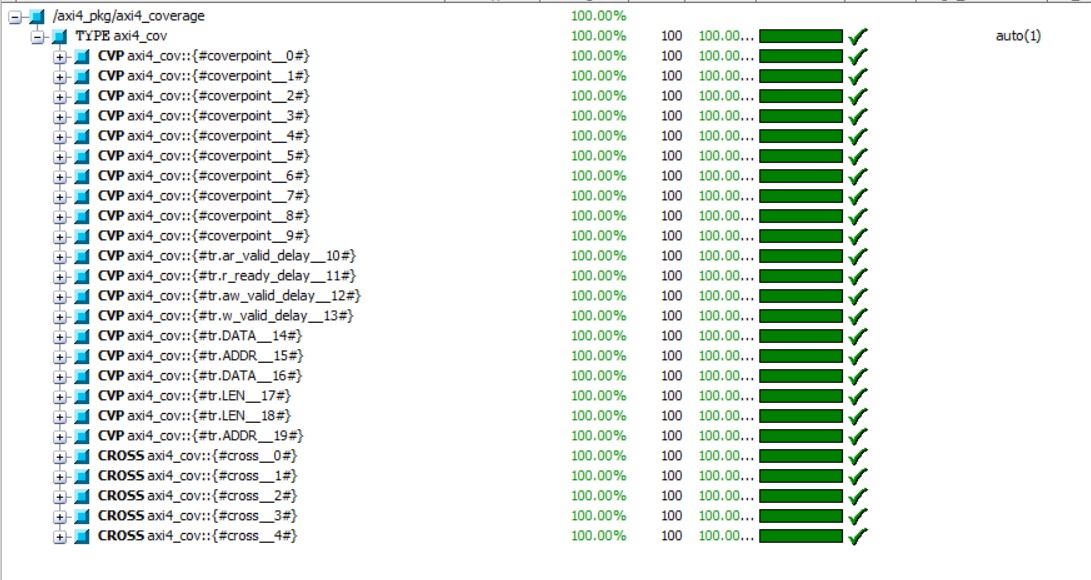 /axi4_pkg/axi4_coverage 100.00%
TYPE axi4_cov 100.00% 100 100.00... auto(1)
CVP axi4_cov::{#coverpoint__0#} 100.00% 100 100.00...
CVP axi4_cov::{#coverpoint__1#} 100.00% 100 100.00...
CVP axi4_cov::{#coverpoint__2#} 100.00% 100 100.00...
CVP axi4_cov::{#coverpoint__3#} 100.00% 100 100.00...
CVP axi4_cov::{#coverpoint__4#} 100.00% 100 100.00...
CVP axi4_cov::{#coverpoint__5#} 100.00% 100 100.00...
CVP axi4_cov::{#coverpoint__6#} 100.00% 100 100.00...
CVP axi4_cov::{#coverpoint__7#} 100.00% 100 100.00...
CVP axi4_cov::{#coverpoint__8#} 100.00% 100 100.00...
CVP axi4_cov::{#coverpoint__9#} 100.00% 100 100.00...
CVP axi4_cov::{#tr.ar_valid_delay__10#} 100.00% 100 100.00...
CVP axi4_cov::{#tr.r_ready_delay__11#} 100.00% 100 100.00...
CVP axi4_cov::{#tr.aw_valid_delay__12#} 100.00% 100 100.00...
CVP axi4_cov::{#tr.w_valid_delay__13#} 100.00% 100 100.00...
CVP axi4_cov::{#tr.DATA__14#} 100.00% 100 100.00...
CVP axi4_cov::{#tr.ADDR__15#} 100.00% 100 100.00...
CVP axi4_cov::{#tr.DATA__16#} 100.00% 100 100.00...
CVP axi4_cov::{#tr.LEN__17#} 100.00% 100 100.00...
CVP axi4_cov::{#tr.LEN__18#} 100.00% 100 100.00...
CVP axi4_cov::{#tr.ADDR__19#} 100.00% 100 100.00...
CROSS axi4_cov::{#cross__0#} 100.00% 100 100.00...
CROSS axi4_cov::{#cross__1#} 100.00% 100 100.00...
CROSS axi4_cov::{#cross__2#} 100.00% 100 100.00...
CROSS axi4_cov::{#cross__3#} 100.00% 100 100.00...
CROSS axi4_cov::{#cross__4#} 100.00% 100 100.00...